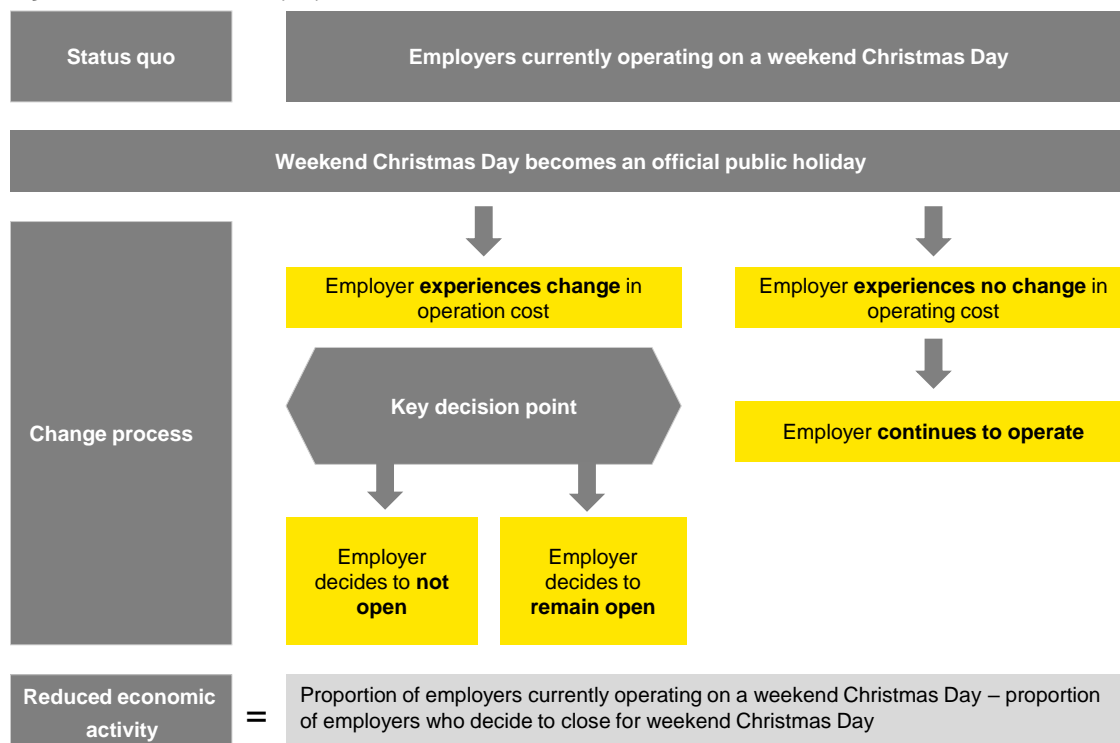 Status quo
Employers currently operating on a weekend Christmas Day
Weekend Christmas Day becomes an official public holiday
Change process
Employer experiences change in
operation cost
Employer experiences no change in
operating cost
Key decision point
Employer continues to operate
Employer
decides to not
open
Employer
decides to
remain open
Reduced economic
activity
=
Proportion of employers currently operating on a weekend Christmas Day – proportion
of employers who decide to close for weekend Christmas Day